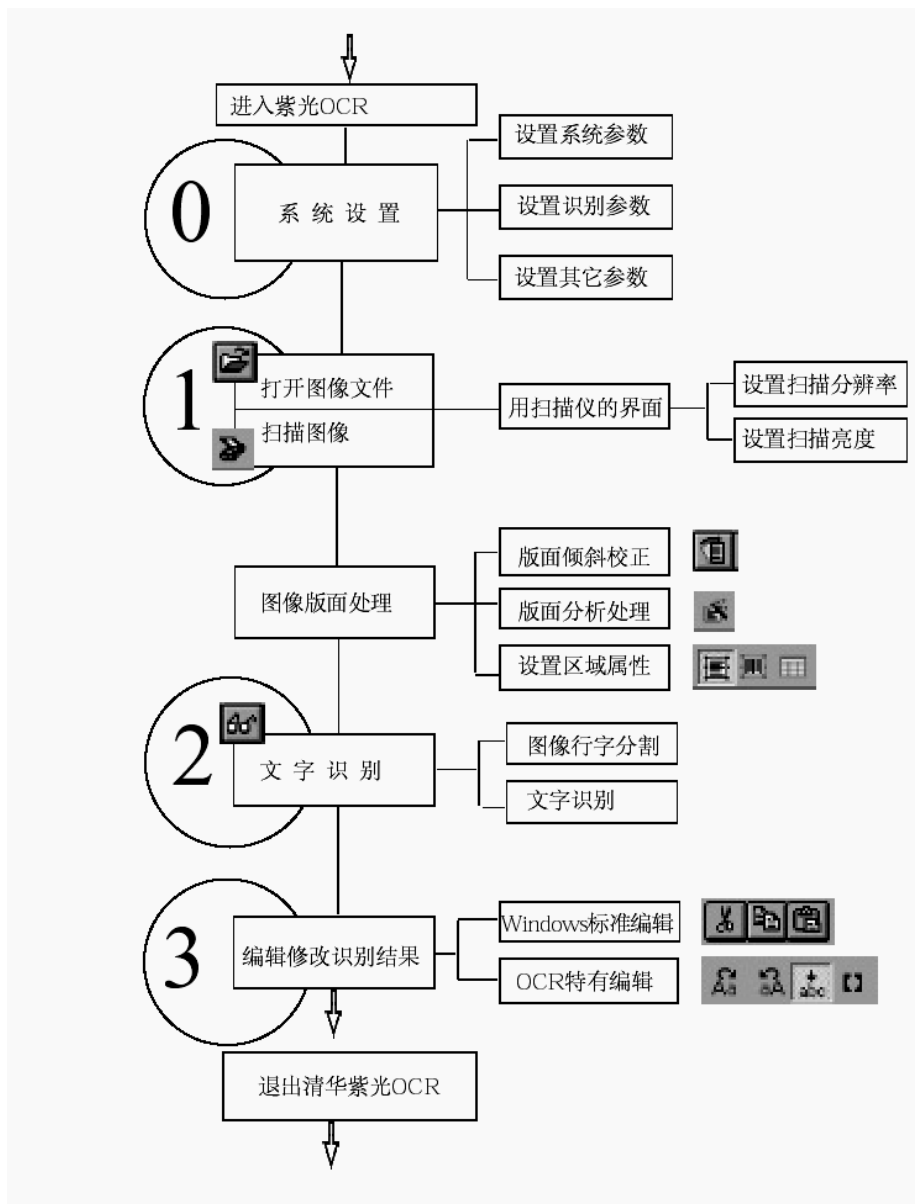 进入紫光OCR
设置系统参数
0
系统设置
设置识别参数
设置其它参数
1
打开图像文件
扫描图像
用扫描仪的界面
设置扫描分辨率
设置扫描亮度
版面倾斜校正
图像版面处理
版面分析处理
设置区域属性
2
文字识别
图像行字分割
文字识别
3
编辑修改识别结果
Windows标准编辑
OCR特有编辑
Aa
aA
abc
退出清华紫光OCR